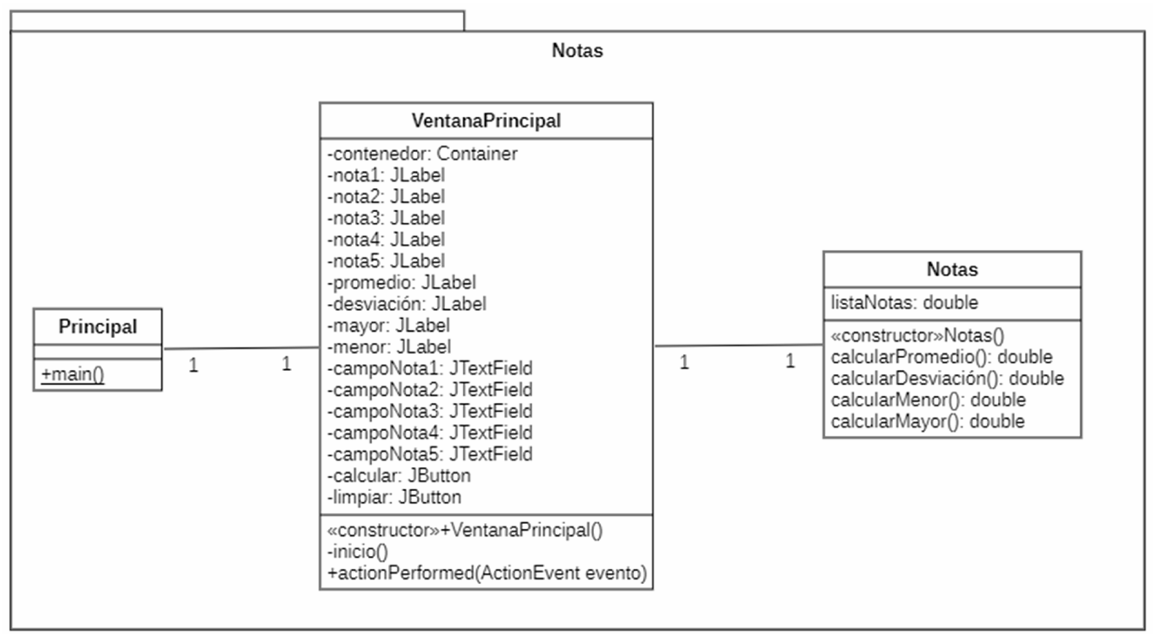 Notas
Principal
+main()
1
1
VentanaPrincipal
-contenedor: Container
-nota1: JLabel
-nota2: JLabel
-nota3: JLabel
-nota4: JLabel
-nota5: JLabel
-promedio: JLabel
-desviación: JLabel
-mayor: JLabel
-menor: JLabel
-campoNota1: JTextField
-campoNota2: JTextField
-campoNota3: JTextField
-campoNota4: JTextField
-campoNota5: JTextField
-calcular: JButton
-limpiar: JButton
«constructor»+VentanaPrincipal()
-inicio()
+actionPerformed(ActionEvent evento)
1
1
Notas
listaNotas: double
«constructor»Notas()
calcularPromedio(): double
calcularDesviación(): double
calcularMenor(): double
calcularMayor(): double